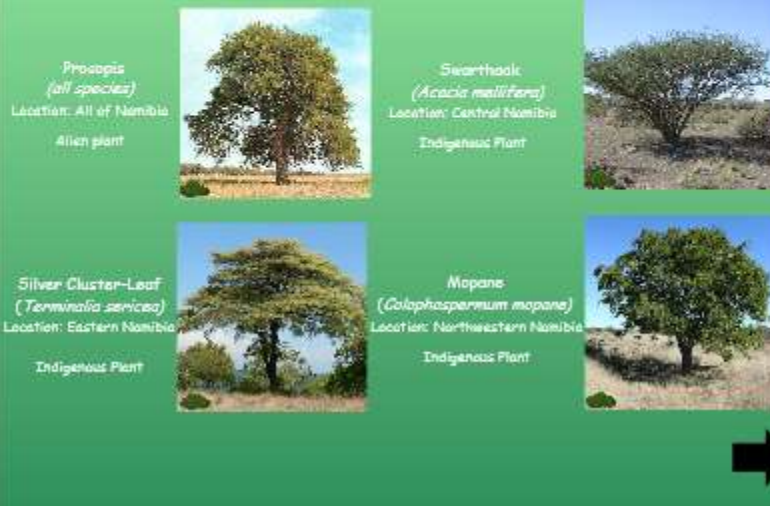 Prosopis
(all species)
Location: All of Namibia
Alien plant
Swarthaak
(Acacia mellifera)
Location: Central Namibia
Indigenous Plant
Silver Cluster-Leaf
(Terminalia sericea)
Location: Eastern Namibia
Indigenous Plant
Mopane
(Colophospermum mopane)
Location: Northwestern Namibia
Indigenous Plant